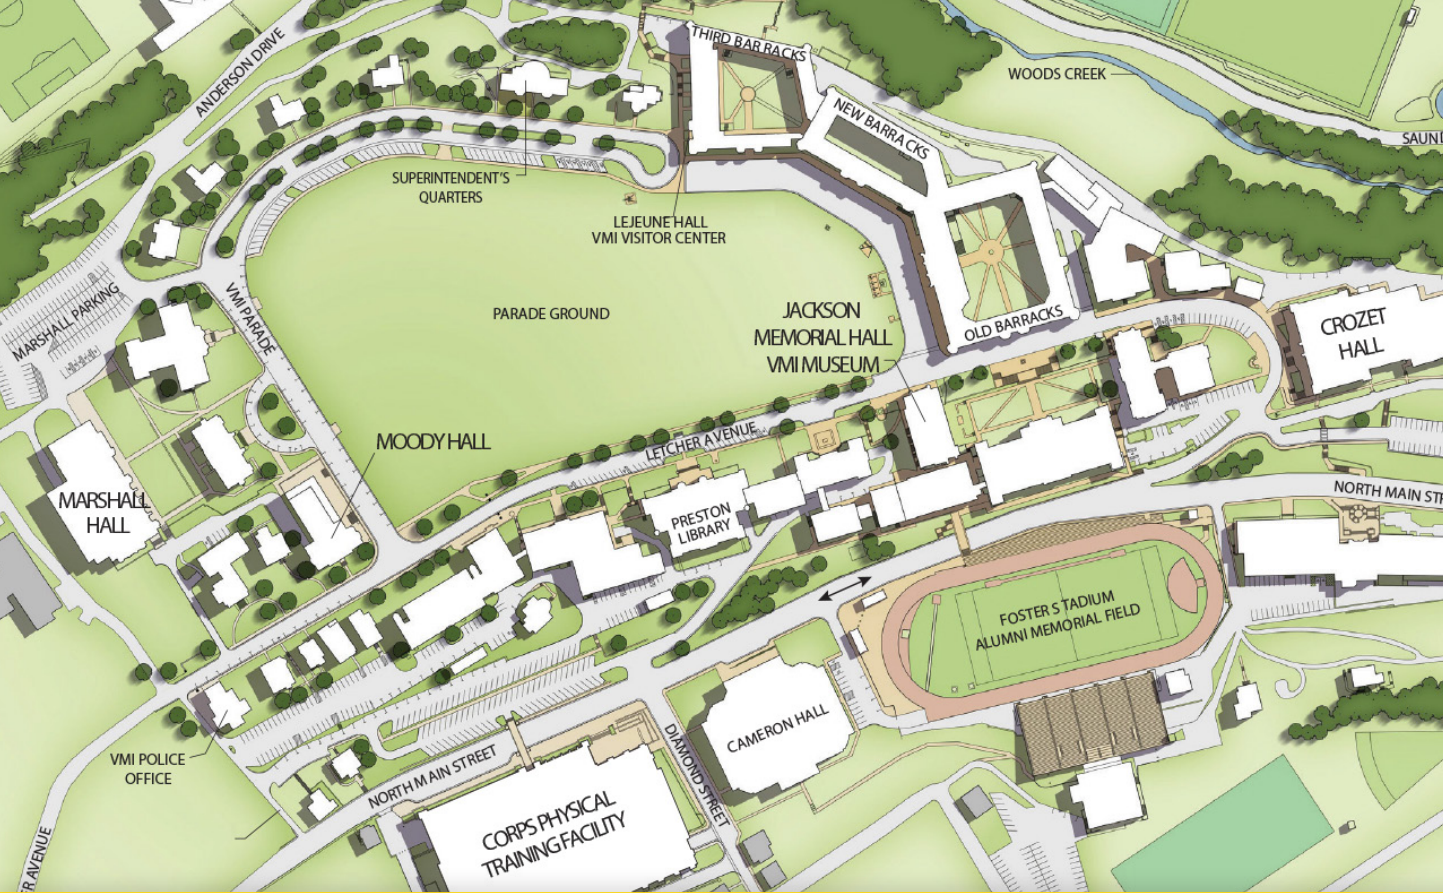 THIRD BARRACKS
ANDERSON DRIVE
WOODS CREEK
NEW BARRACKS
SUPERINTENDENT'S
QUARTERS
LEJEUNE HALL
VMI VISITOR CENTER
MARSHALL PARKING
VMI PARADE
PARADE GROUND
JACKSON
MEMORIAL HALL
VMI MUSEUM
OLD BARRACKS
CROZET
HALL
MOODY HALL
LETCHER AVENUE
MARSHALL
HALL
PRESTON
LIBRARY
NORTH MAIN
FOSTER STADIUM
ALUMNI MEMORIAL FIELD
CAMERON HALL
DIAMOND STREET
VMI POLICE
OFFICE
NORTH MAIN STREET
CORPS PHYSICAL
TRAINING FACILITY
AVENUE